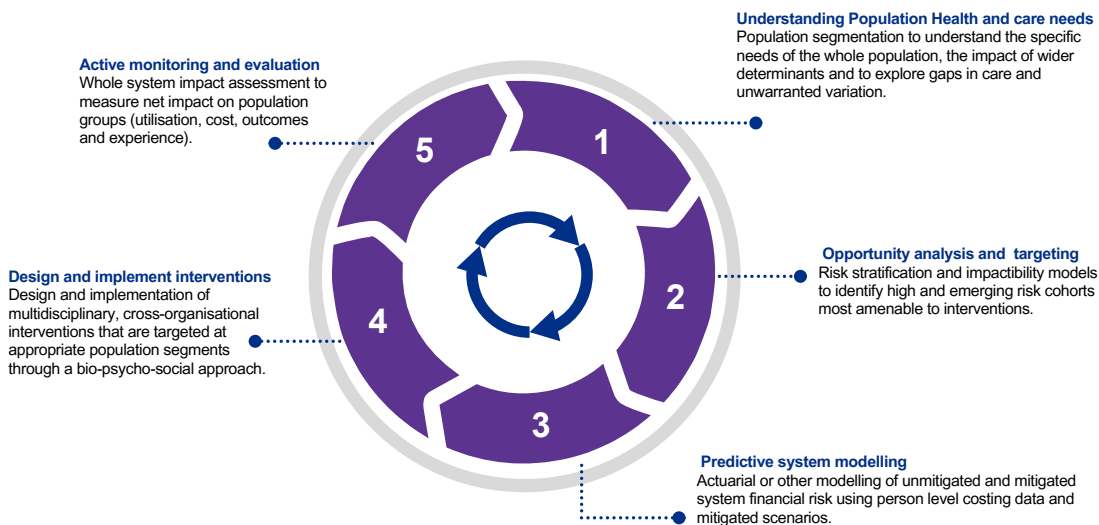 Understanding Population Health and care needs
Population segmentation to understand the specific
needs of the whole population, the impact of wider
determinants and to explore gaps in care and
unwarranted variation.
1
Opportunity analysis and  targeting
Risk stratification and impactibility models
to identify high and emerging risk cohorts
most amenable to interventions.
2
Predictive system modelling
Actuarial or other modelling of unmitigated and mitigated
system financial risk using person level costing data and
mitigated scenarios.
3
Design and implement interventions
Design and implementation of
multidisciplinary, cross-organisational
interventions that are targeted at
appropriate population segments
through a bio-psycho-social approach.
4
Active monitoring and evaluation
Whole system impact assessment to
measure net impact on population
groups (utilisation, cost, outcomes
and experience).
5